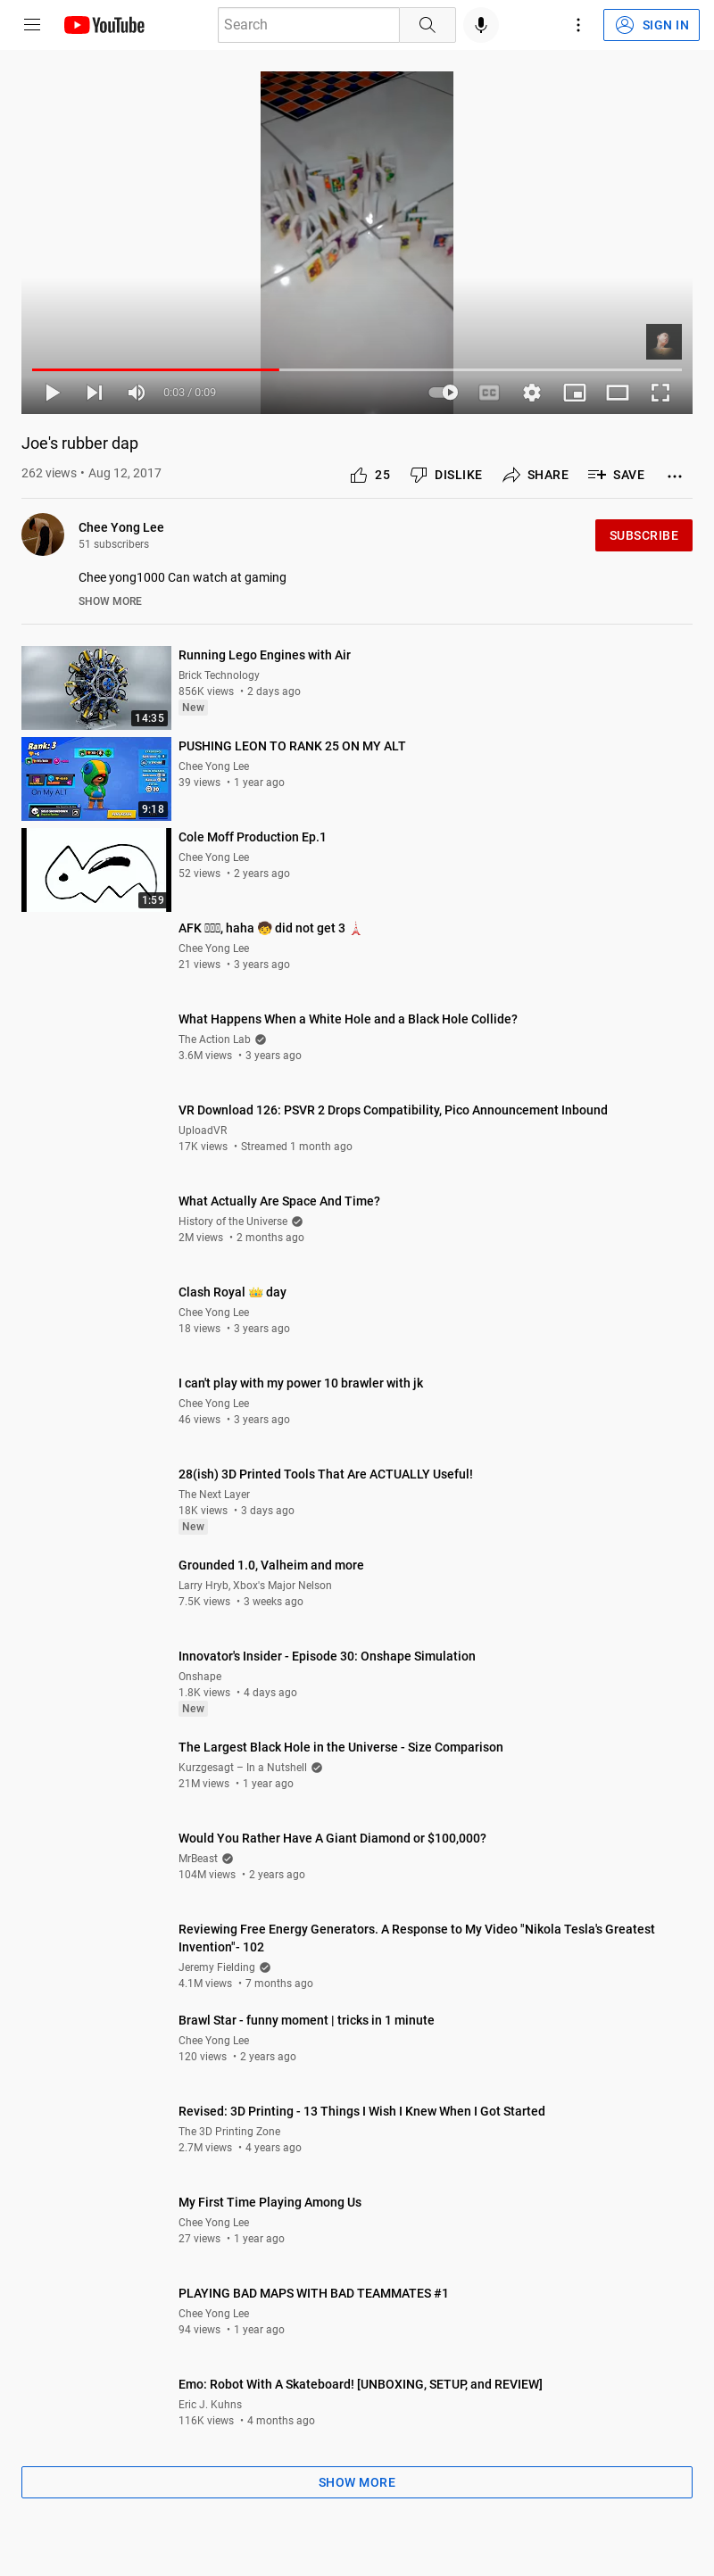 YouTube
Search
SIGN IN
0:03 / 0:09
CC
Joe's rubber dap
262 views • Aug 12, 2017
25 DISLIKE SHARE SAVE
Chee Yong Lee
51 subscribers
SUBSCRIBE
Chee yong1000 Can watch at gaming
SHOW MORE
Running Lego Engines with Air
Brick Technology
856K views • 2 days ago
New
14:35
PUSHING LEON TO RANK 25 ON MY ALT
Chee Yong Lee
39 views • 1 year ago
Rank: 3
On My ALT
9:18
Cole Moff Production Ep.1
Chee Yong Lee
52 views • 2 years ago
1:59
AFK , haha 🧒 did not get 3 🗼
Chee Yong Lee
21 views • 3 years ago
What Happens When a White Hole and a Black Hole Collide?
The Action Lab
3.6M views • 3 years ago
VR Download 126: PSVR 2 Drops Compatibility, Pico Announcement Inbound
UploadVR
17K views • Streamed 1 month ago
What Actually Are Space And Time?
History of the Universe
2M views • 2 months ago
Clash Royal 👑 day
Chee Yong Lee
18 views • 3 years ago
I can't play with my power 10 brawler with jk
Chee Yong Lee
46 views • 3 years ago
28(ish) 3D Printed Tools That Are ACTUALLY Useful!
The Next Layer
18K views • 3 days ago
New
Grounded 1.0, Valheim and more
Larry Hryb, Xbox's Major Nelson
7.5K views • 3 weeks ago
Innovator's Insider - Episode 30: Onshape Simulation
Onshape
1.8K views • 4 days ago
New
The Largest Black Hole in the Universe - Size Comparison
Kurzgesagt – In a Nutshell
21M views • 1 year ago
Would You Rather Have A Giant Diamond or $100,000?
MrBeast
104M views • 2 years ago
Reviewing Free Energy Generators. A Response to My Video "Nikola Tesla's Greatest
Invention"- 102
Jeremy Fielding
4.1M views • 7 months ago
Brawl Star - funny moment | tricks in 1 minute
Chee Yong Lee
120 views • 2 years ago
Revised: 3D Printing - 13 Things I Wish I Knew When I Got Started
The 3D Printing Zone
2.7M views • 4 years ago
My First Time Playing Among Us
Chee Yong Lee
27 views • 1 year ago
PLAYING BAD MAPS WITH BAD TEAMMATES #1
Chee Yong Lee
94 views • 1 year ago
Emo: Robot With A Skateboard! [UNBOXING, SETUP, and REVIEW]
Eric J. Kuhns
116K views • 4 months ago
SHOW MORE